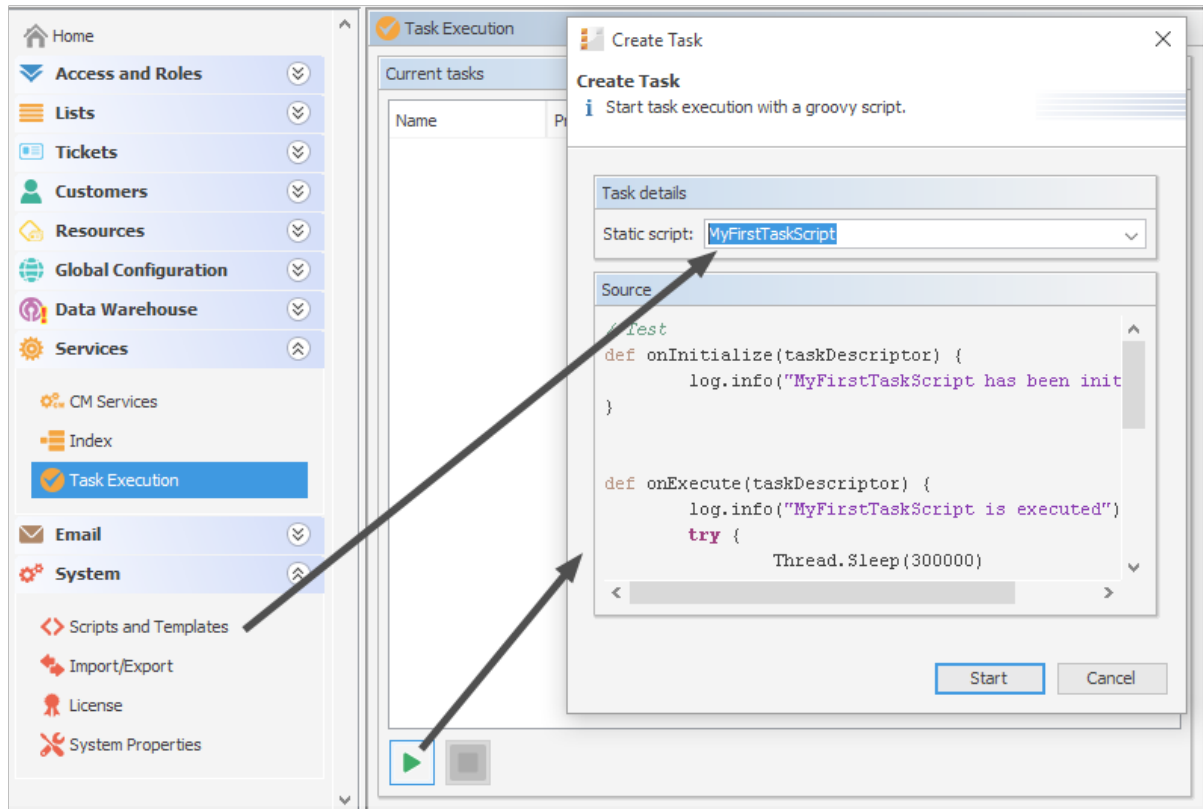 Home
Access and Roles
Lists
Tickets
Customers
Resources
Global Configuration
Data Warehouse
Services
CM Services
Index
Task Execution
Email
System
Scripts and Templates
Import/Export
License
System Properties
Task Execution
Current tasks
Name
Create Task
Create Task
Start task execution with a groovy script.
Task details
Static script: MyFirstTaskScript
Source
/ Test
def onInitialize(taskDescriptor) {
log.info("MyFirstTaskScript has been init
}
def onExecute(taskDescriptor) {
log.info("MyFirstTaskScript is executed")
try {
Thread.Sleep(300000)
Start Cancel